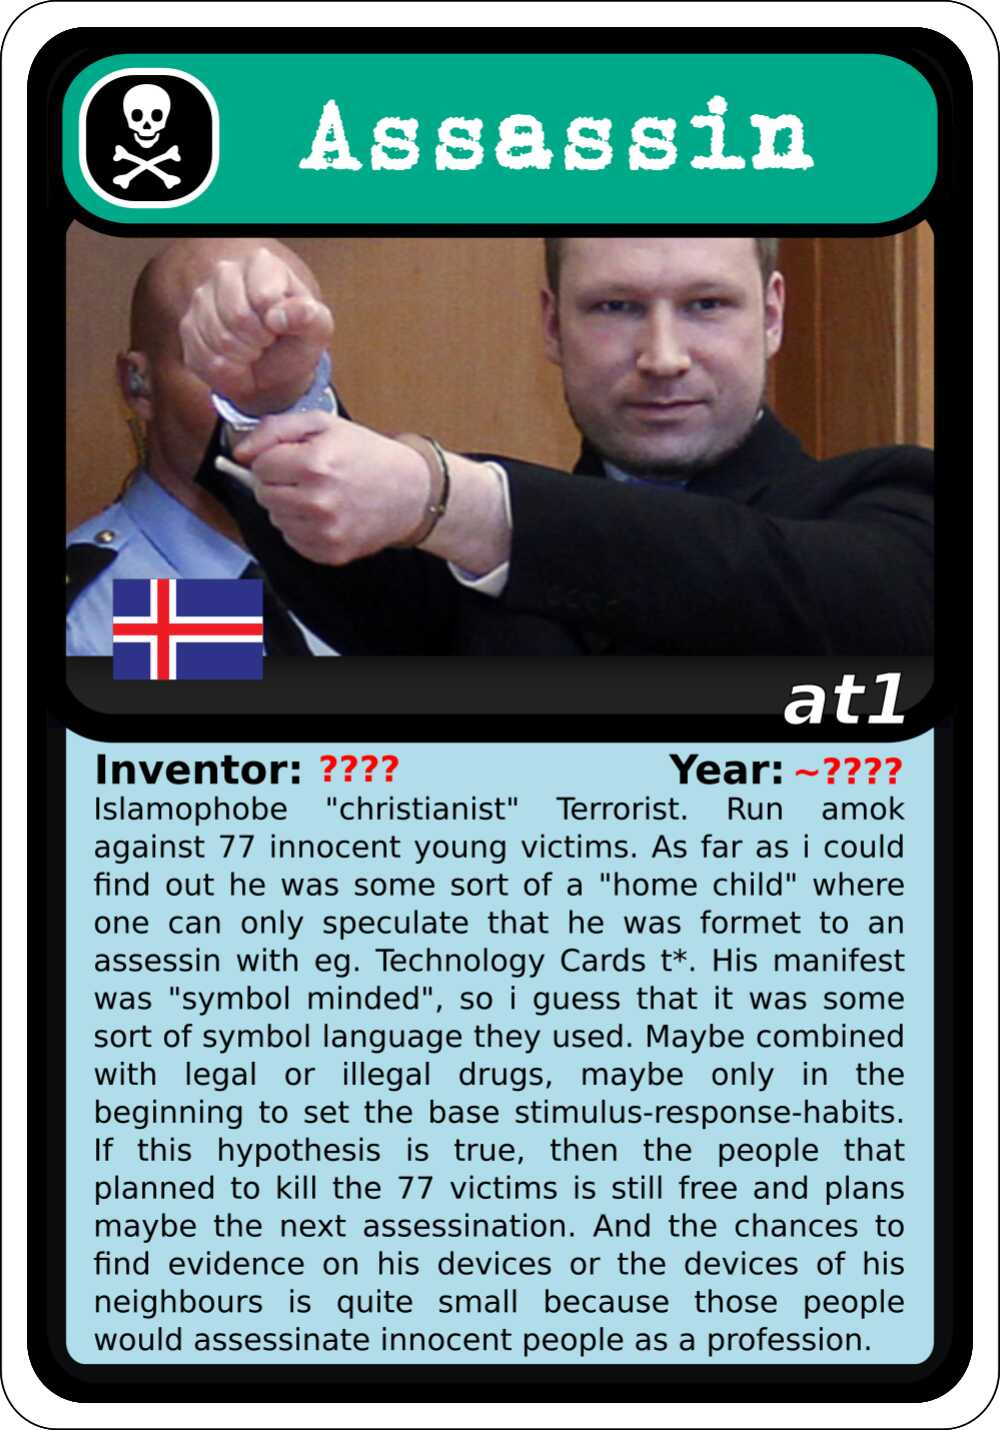 Assassin
at1
Inventor: ???? Year: ~????
Islamophobe "christianist" Terrorist. Run amok
against 77 innocent young victims. As far as i could
find out he was some sort of a "home child" where
one can only speculate that he was formet to an
assessin with eg. Technology Cards t*. His manifest
was "symbol minded", so i guess that it was some
sort of symbol language they used. Maybe combined
with legal or illegal drugs, maybe only in the
beginning to set the base stimulus-response-habits.
If this hypothesis is true, then the people that
planned to kill the 77 victims is still free and plans
maybe the next assessination. And the chances to
find evidence on his devices or the devices of his
neighbours is quite small because those people
would assessinate innocent people as a profession.